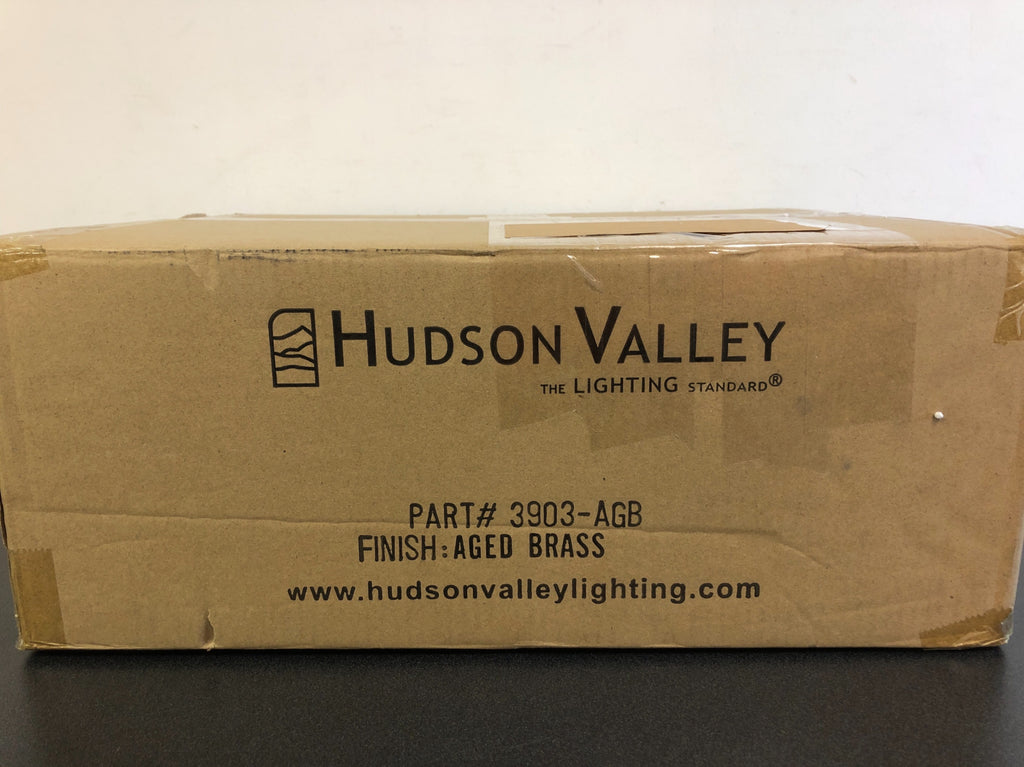 HUDSON VALLEY
THE LIGHTING STANDARD®
PART# 3903-AGB
FINISH:AGED BRASS
www.hudsonvalleylighting.com